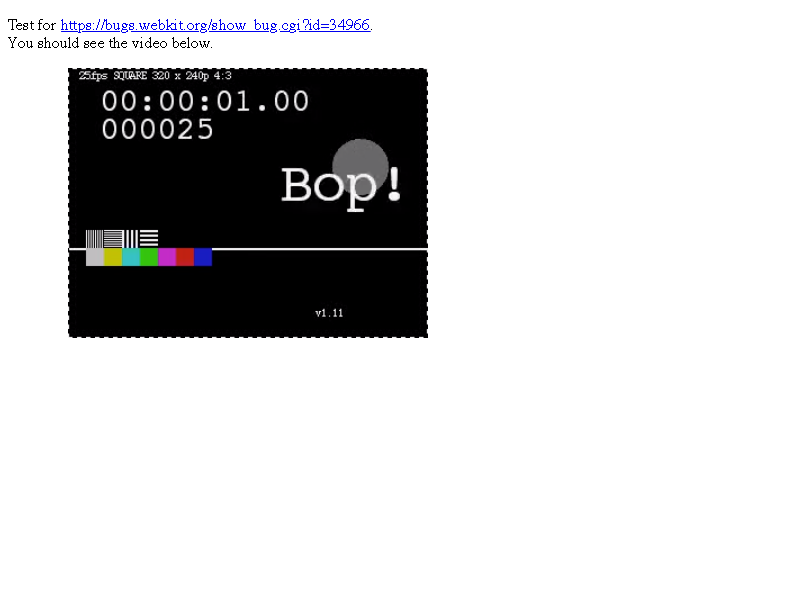 Test for https://bugs.webkit.org/show_bug.cgi?id=34966.
You should see the video below.
25fps SQUARE 320 x 240p 4:3
00:00:01.00
000025
Bop!
v1.11